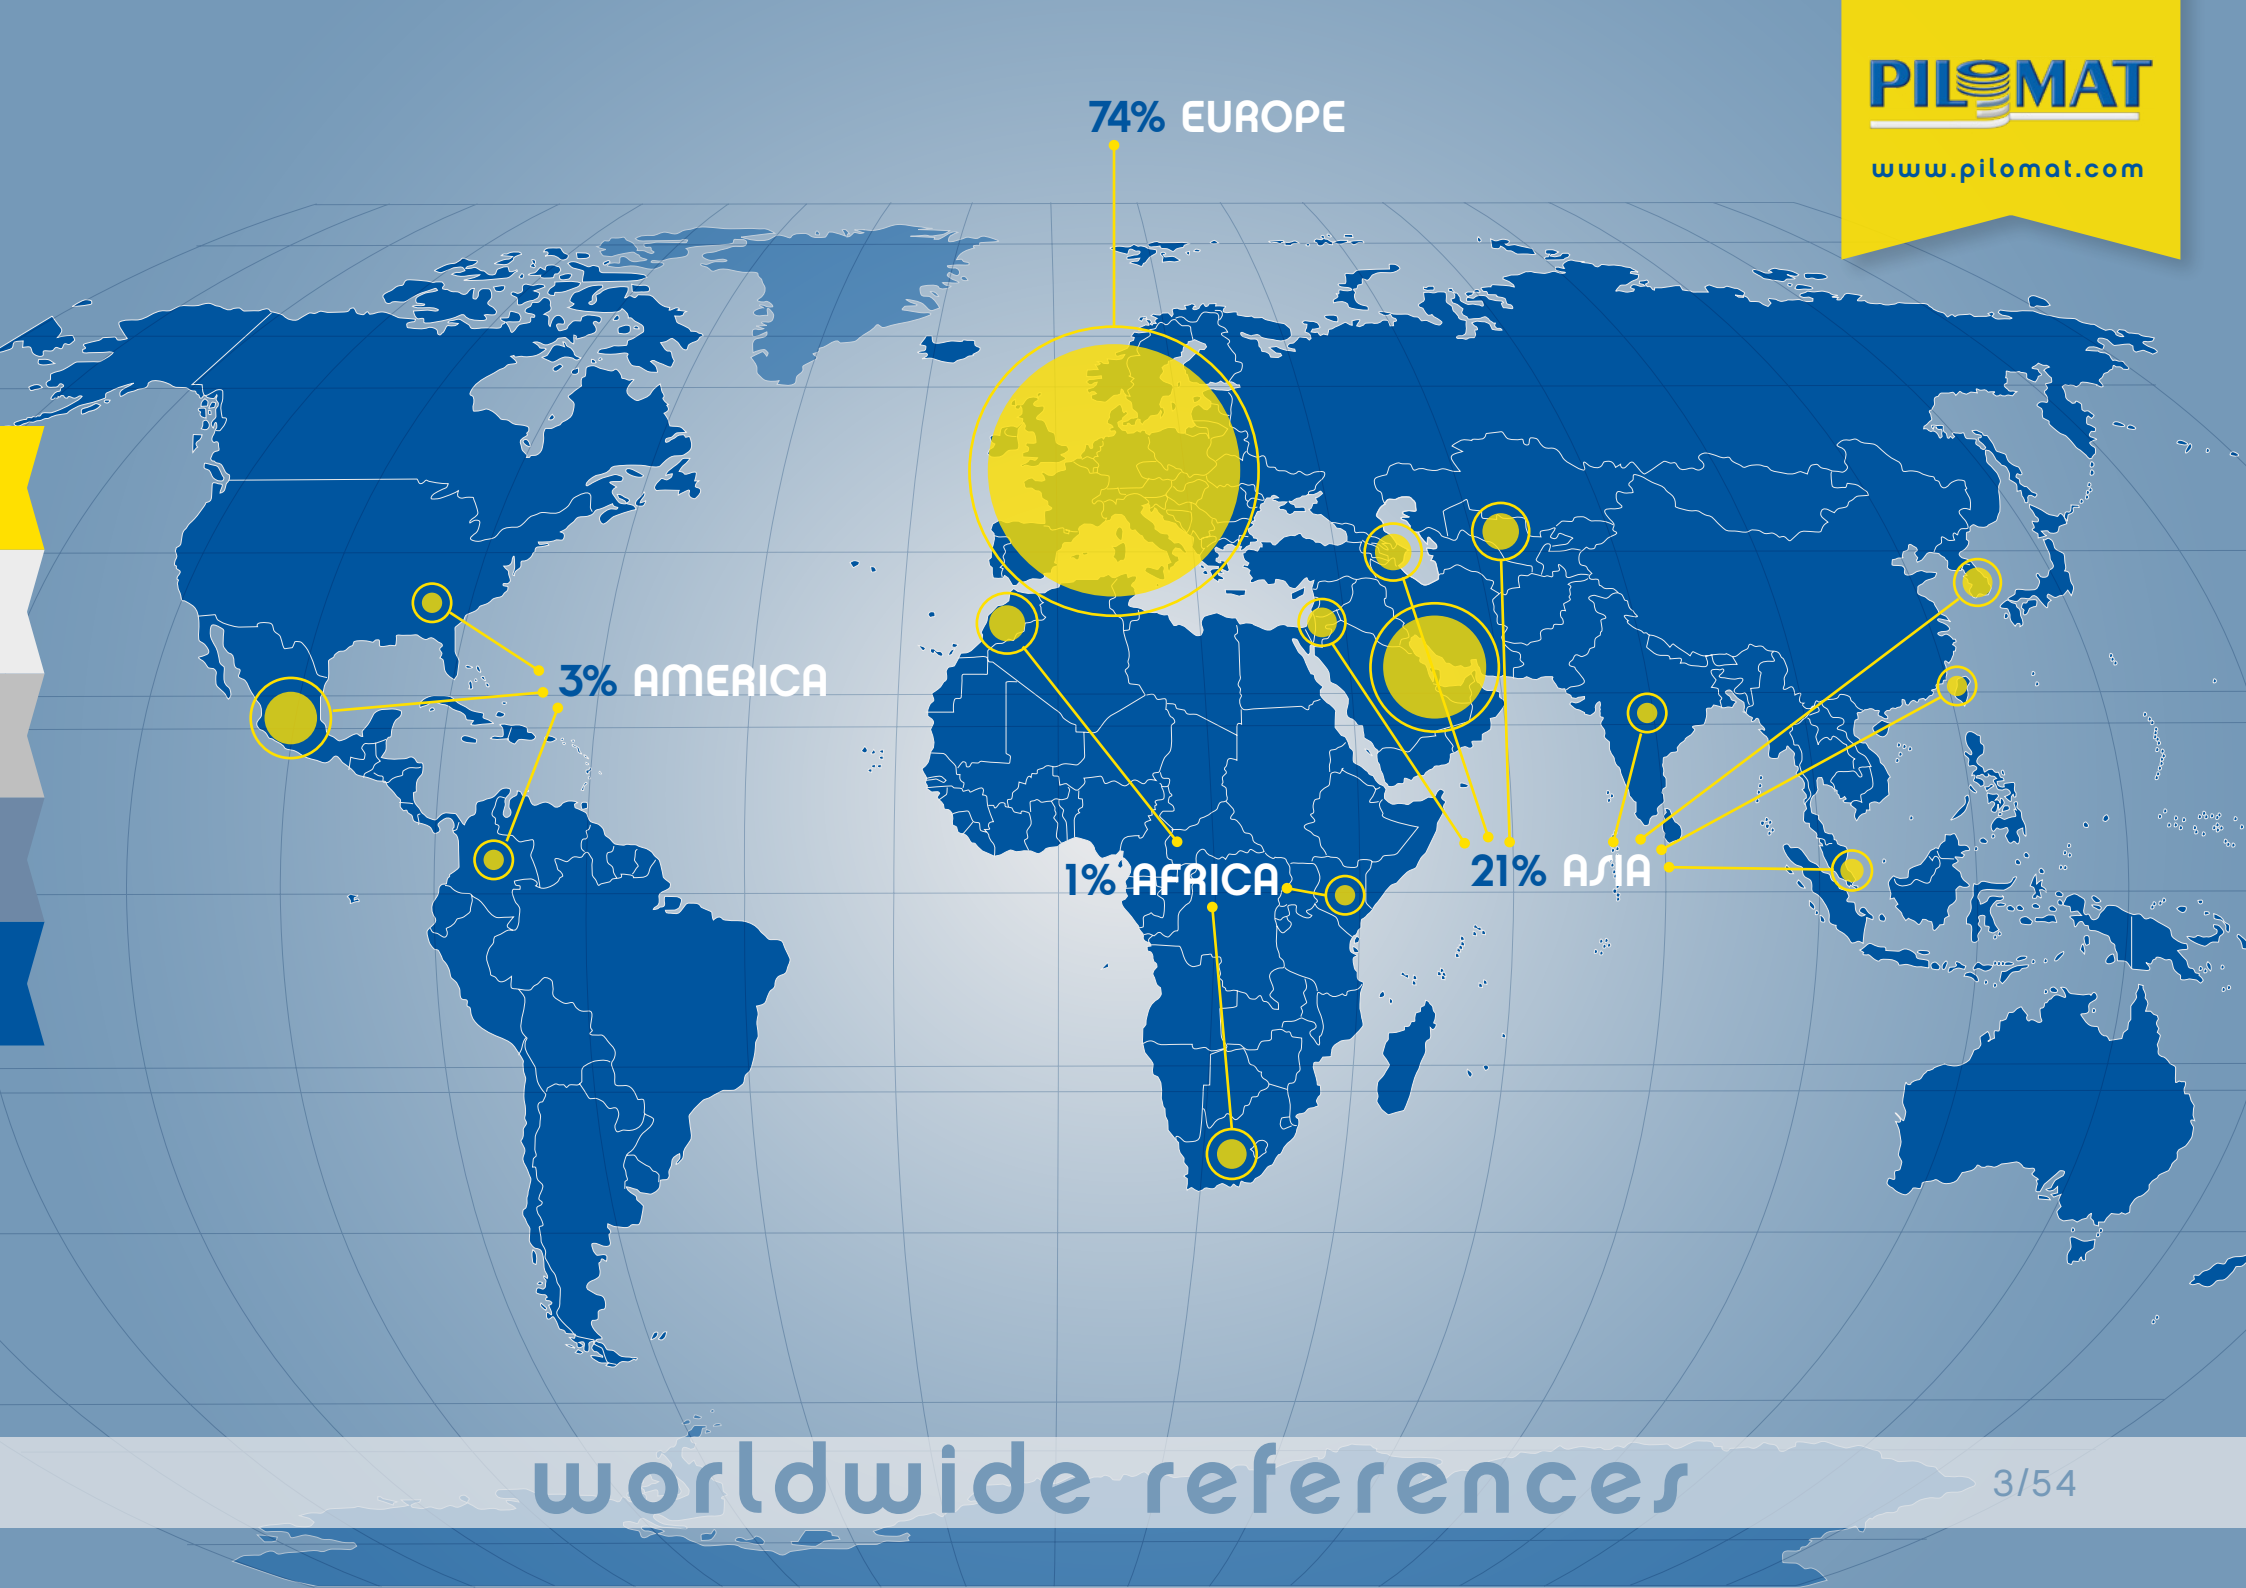 PILOMAT
www.pilomat.com
74% EUROPE
3% AMERICA
1% AFRICA
21% ASIA
worldwide references
3/54